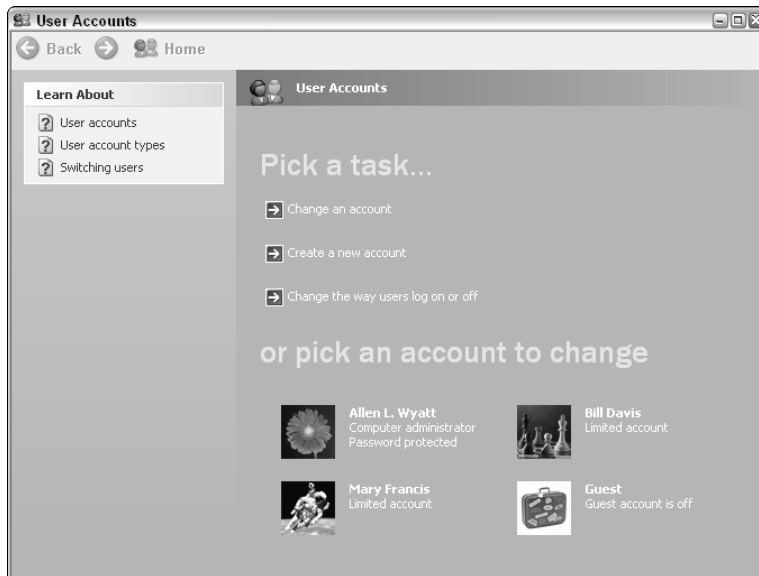 User Accounts
Back Home
Learn About
User accounts
User account types
Switching users
User Accounts
Pick a task...
Change an account
Create a new account
Change the way users log on or off
or pick an account to change
Allen L. Wyatt
Computer administrator
Password protected
Bill Davis
Limited account
Mary Francis
Limited account
Guest
Guest account is off